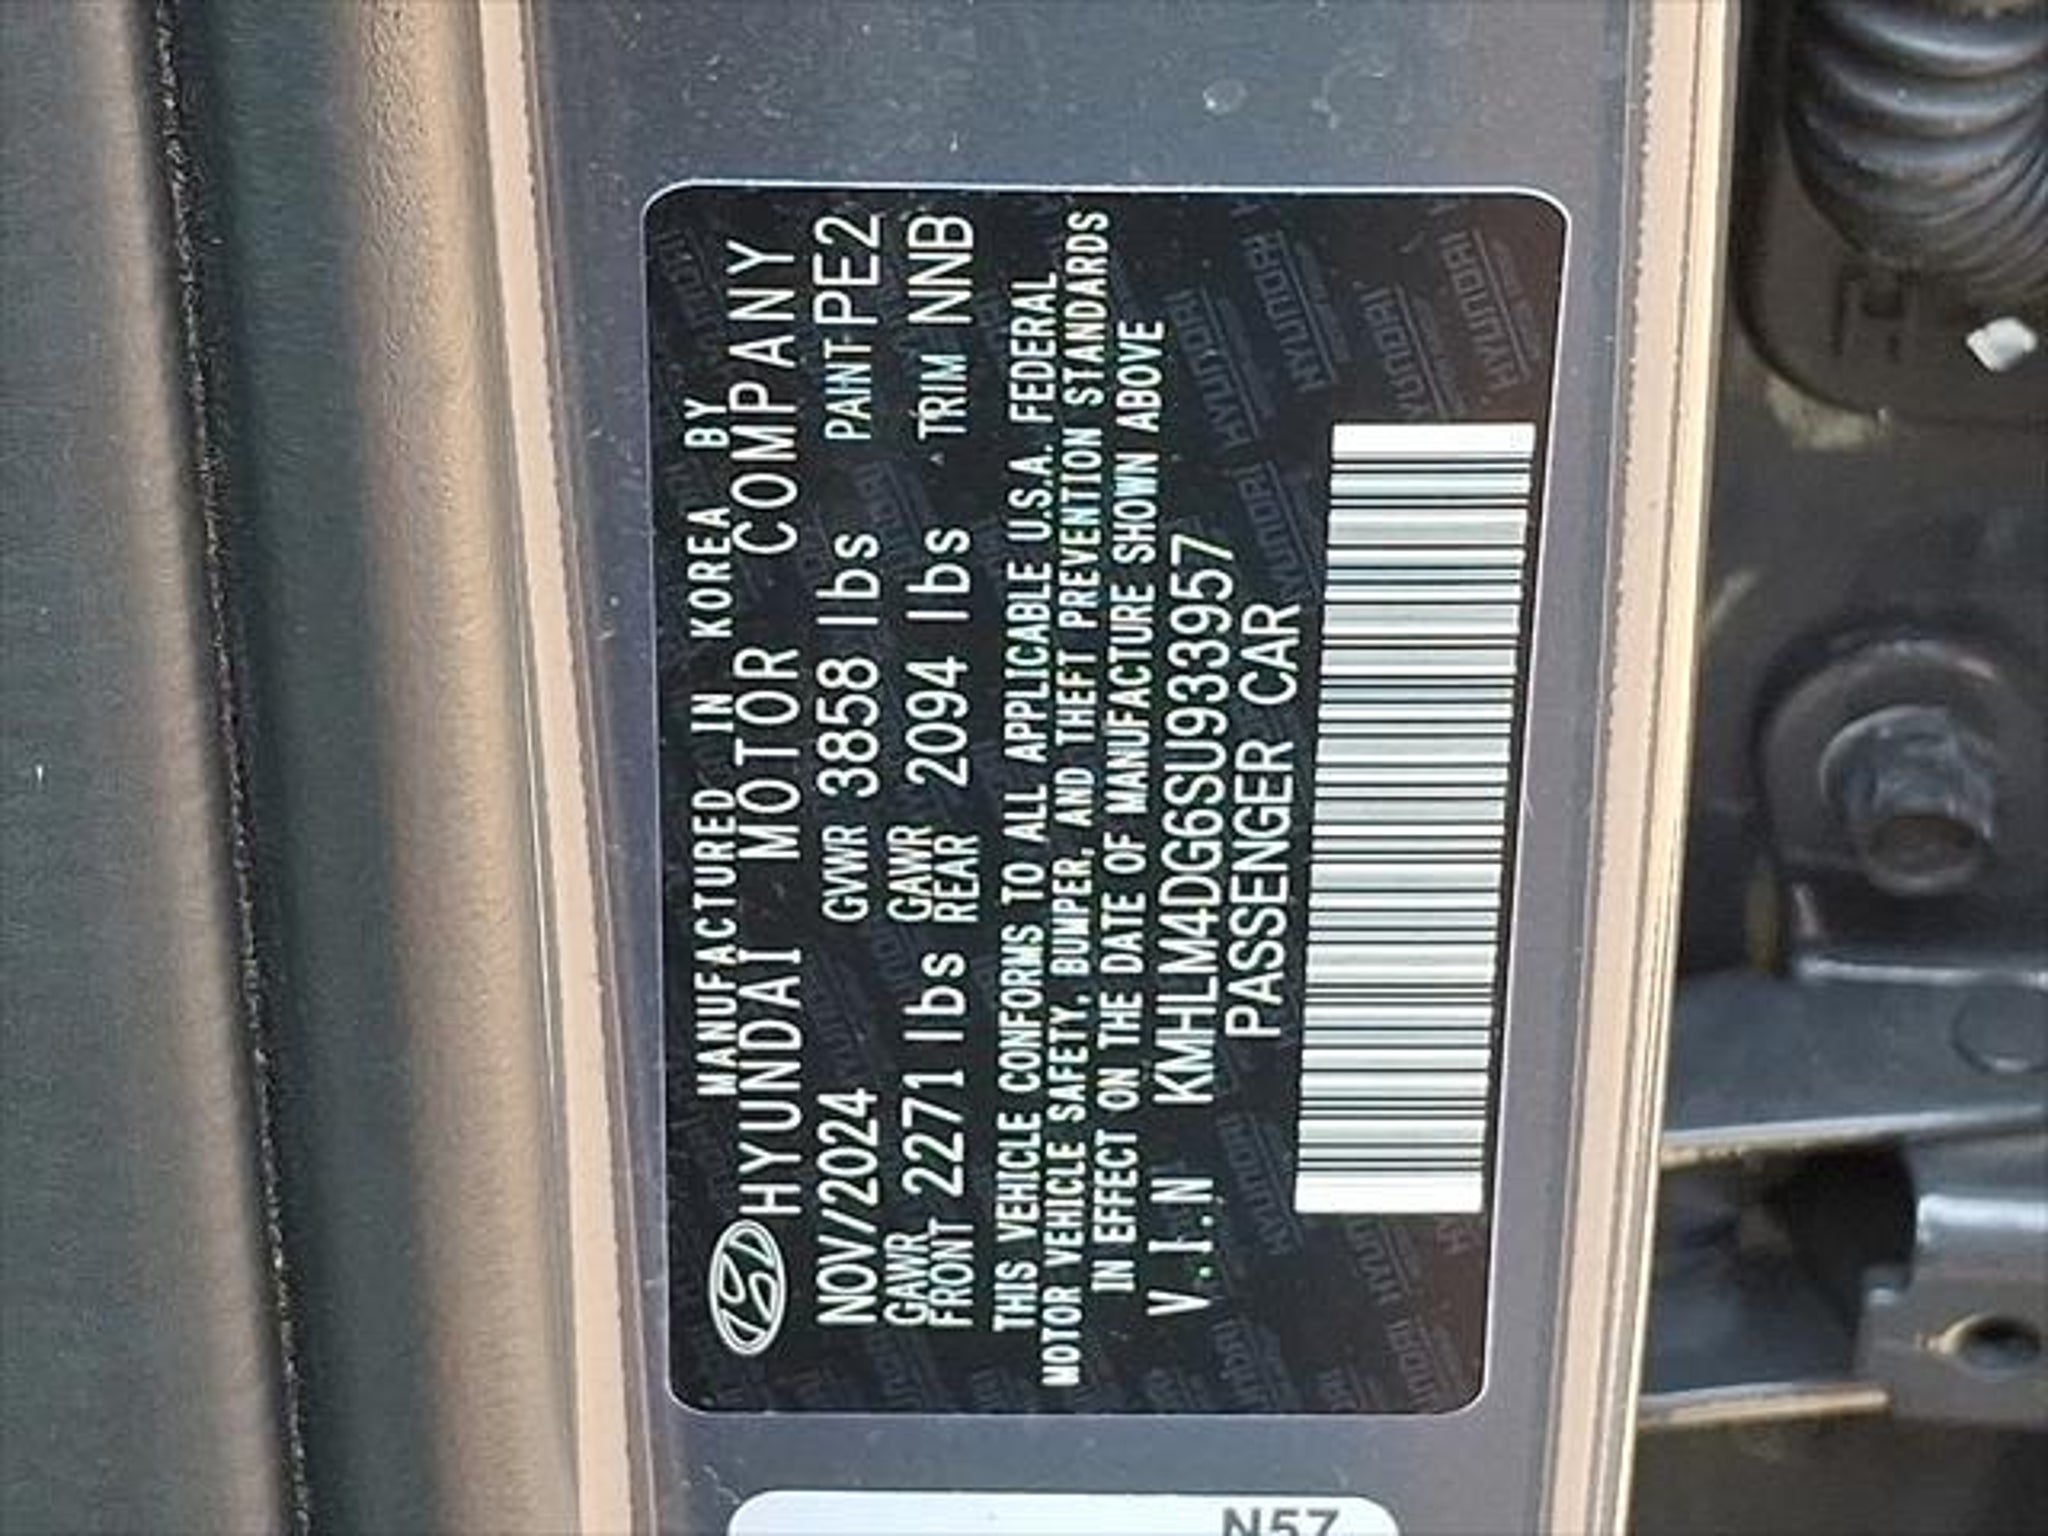 MANUFACTURED IN KOREA BY
HYUNDAI MOTOR COMPANY
NOV/2024 GVWR 3858 lbs PAINT PE2
GAWR FRONT 2271 lbs GAWR REAR 2094 lbs TRIM NNB
THIS VEHICLE CONFORMS TO ALL APPLICABLE U.S.A. FEDERAL
MOTOR VEHICLE SAFETY, BUMPER, AND THEFT PREVENTION STANDARDS
IN EFFECT ON THE DATE OF MANUFACTURE SHOWN ABOVE
V.I.N KMHLM4DG6SU933957
PASSENGER CAR
N57